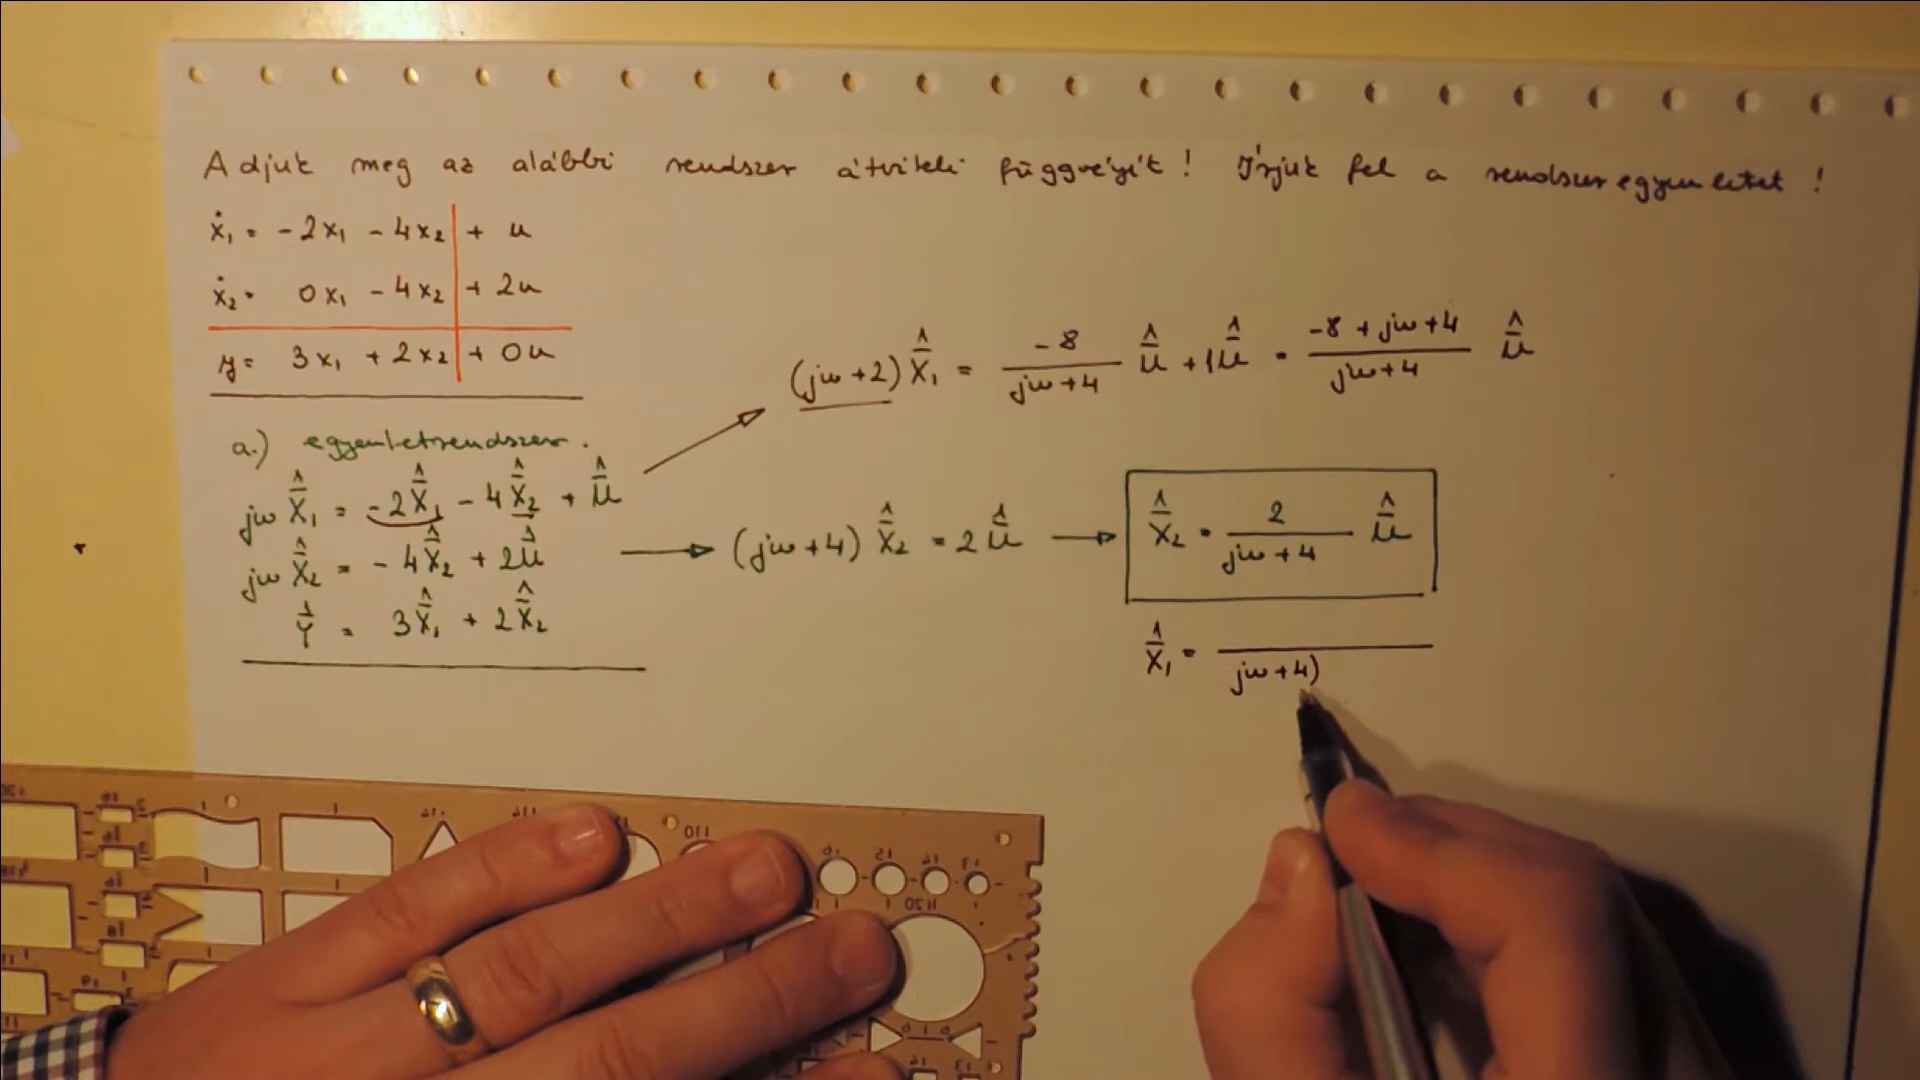 Adjuk meg az alábbi rendszer átviteli függvényét! Írjuk fel a rendszeregyenletet!
ẋ₁ = -2x₁ - 4x₂ + u
ẋ₂ = 0x₁ - 4x₂ + 2u
y = 3x₁ + 2x₂ + 0u
(jω+2) X̂₁ = -8/(jω+4) Û + 1Û = (-8+jω+4)/(jω+4) Û
a.) egyenletrendszer.
jω X̂₁ = -2X̂₁ - 4X̂₂ + Û
jω X̂₂ = -4X̂₂ + 2Û → (jω+4) X̂₂ = 2Û → X̂₂ = 2/(jω+4) Û
Ŷ = 3X̂₁ + 2X̂₂
X̂₁ = /jω+4)